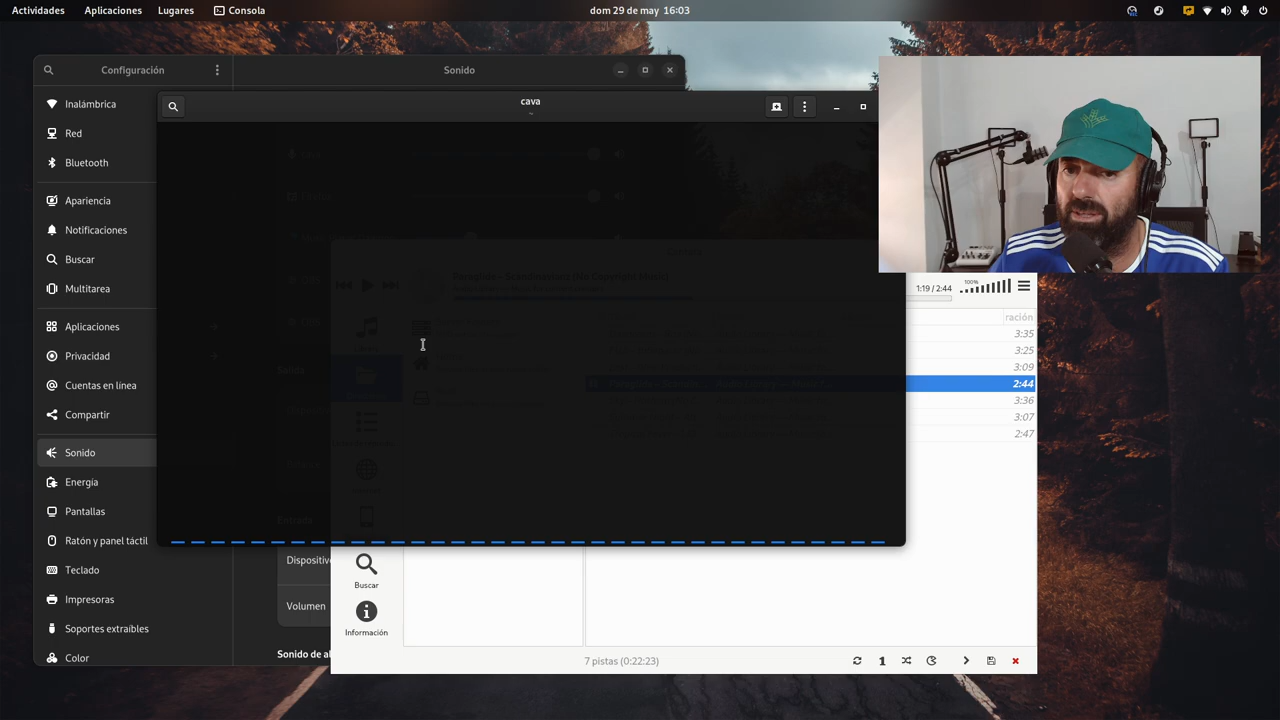 Actividades
Aplicaciones
Lugares
Consola
dom 29 de may 16:03
Configuración
Sonido
cava
~
Inalámbrica
Red
Bluetooth
Apariencia
Notificaciones
Buscar
Multitarea
Aplicaciones
Privacidad
Cuentas en línea
Compartir
Sonido
Energía
Pantallas
Ratón y panel táctil
Teclado
Impresoras
Soportes extraíbles
Color
Dispositivo
Volumen
Sonido de al
Buscar
Información
1:19 / 2:44
100%
ración
3:35
3:25
3:09
2:44
3:36
3:07
2:47
7 pistas (0:22:23)
1